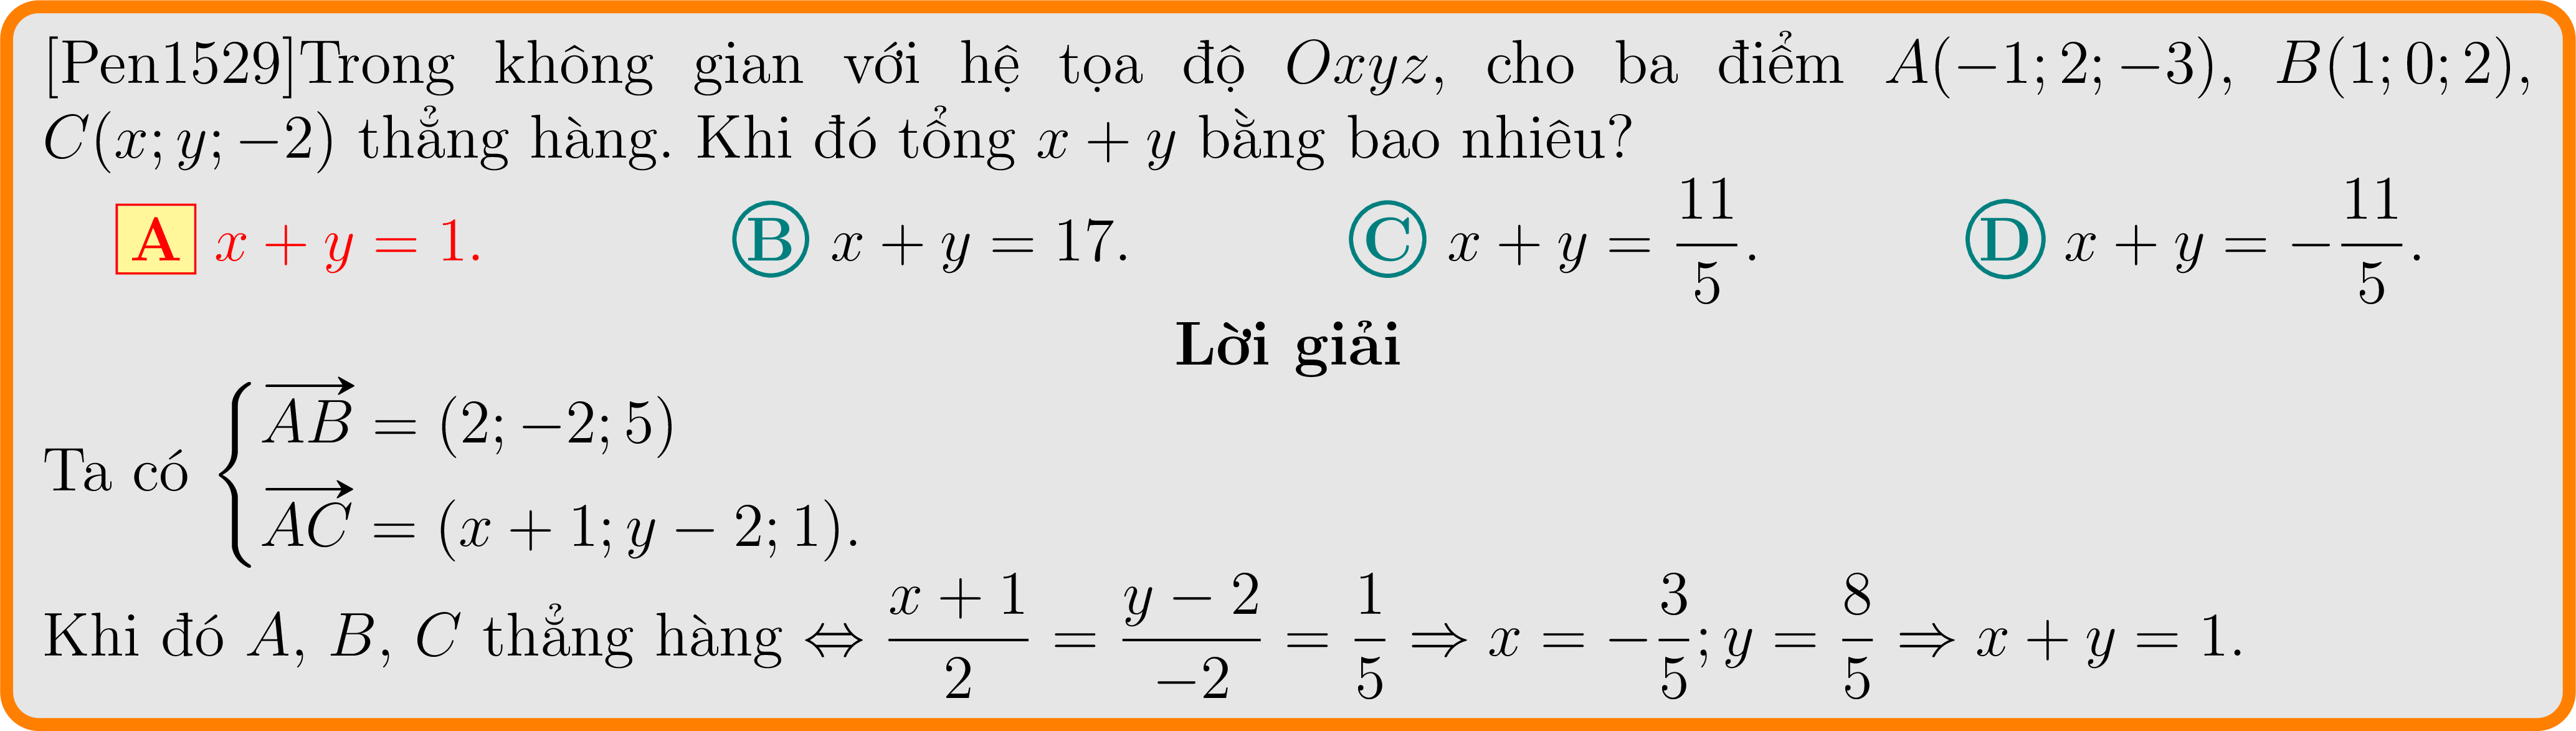 [Pen1529]Trong không gian với hệ tọa độ Oxyz, cho ba điểm A(−1; 2; −3), B(1; 0; 2),
C(x; y; −2) thẳng hàng. Khi đó tổng x + y bằng bao nhiêu?
A x + y = 1. B x + y = 17. C x + y = \frac{11}{5}. D x + y = −\frac{11}{5}.
Lời giải
Ta có \begin{cases} \overrightarrow{AB} = (2; −2; 5) \\ \overrightarrow{AC} = (x + 1; y − 2; 1). \end{cases}
Khi đó A, B, C thẳng hàng ⇔ \frac{x + 1}{2} = \frac{y − 2}{−2} = \frac{1}{5} ⇒ x = −\frac{3}{5}; y = \frac{8}{5} ⇒ x + y = 1.